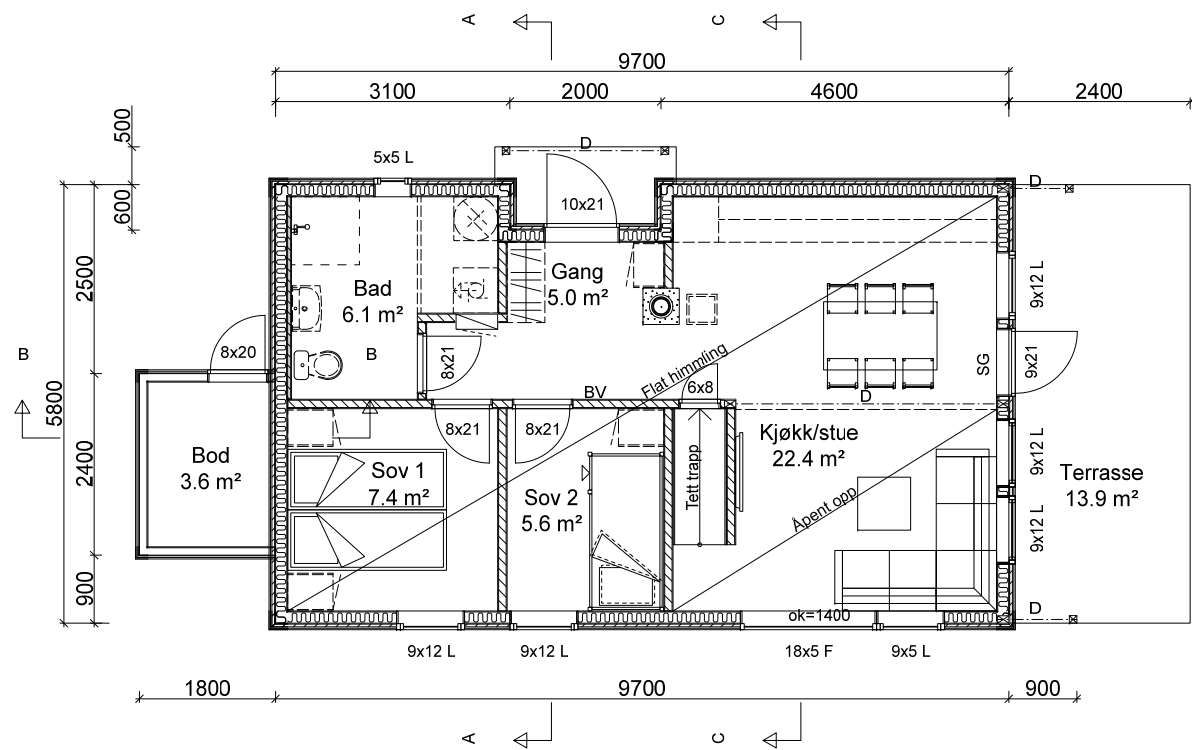 A
C
9700
3100
2000
4600
2400
500
600
5x5 L
D
D
10x21
2500
Gang
5.0 m²
Bad
6.1 m²
9x12 L
B
8x20
B
8x21
Flat himmling
6x8
SG
9x21
BV
D
5800
2400
Bod
3.6 m²
8x21
8x21
Kjøkk/stue
22.4 m²
Sov 1
7.4 m²
Sov 2
5.6 m²
Tett trapp
Åpent opp
9x12 L
Terrasse
13.9 m²
9x12 L
900
ok=1400
D
9x12 L
9x12 L
18x5 F
9x5 L
1800
9700
900
A
C